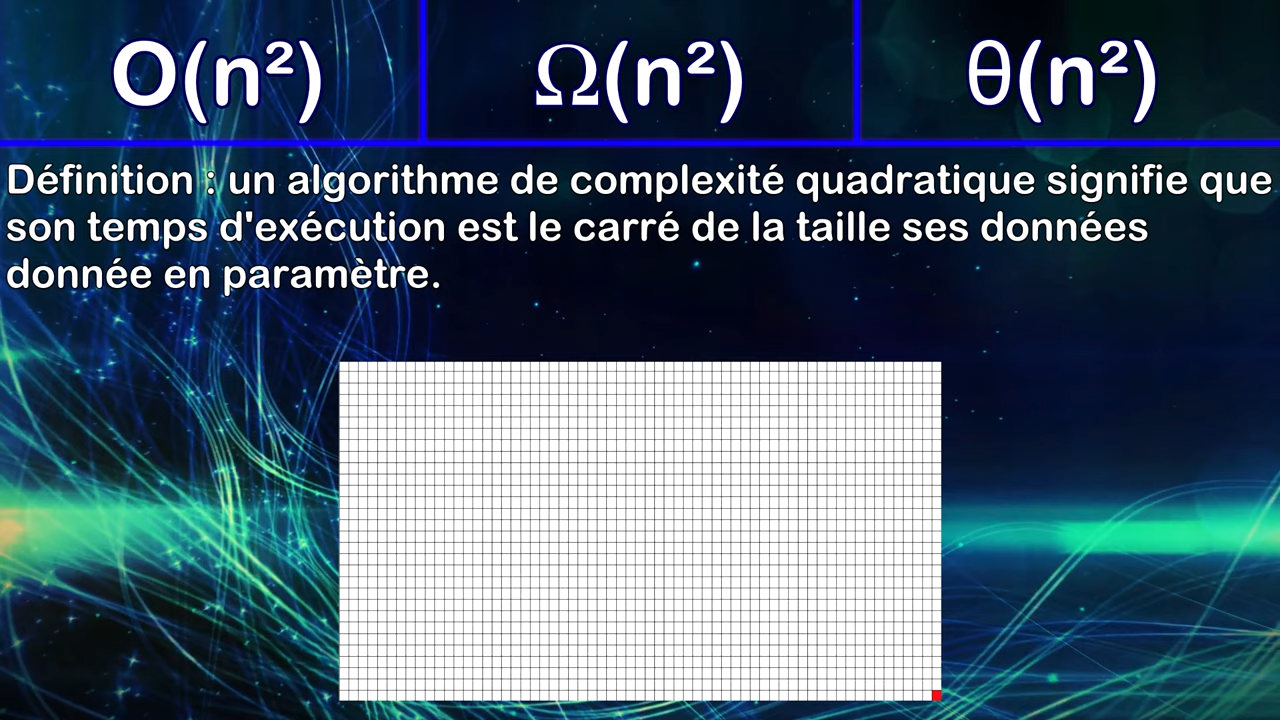 O(n²) Ω(n²) θ(n²)
Définition : un algorithme de complexité quadratique signifie que
son temps d'exécution est le carré de la taille ses données
donnée en paramètre.